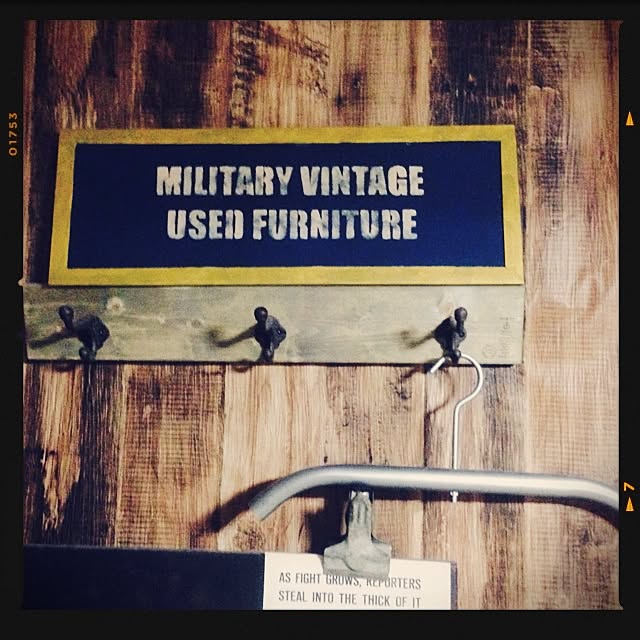 01753
MILITARY VINTAGE
USED FURNITURE
7
AS FIGHT GROWS, REPORTERS
STEAL INTO THE THICK OF IT